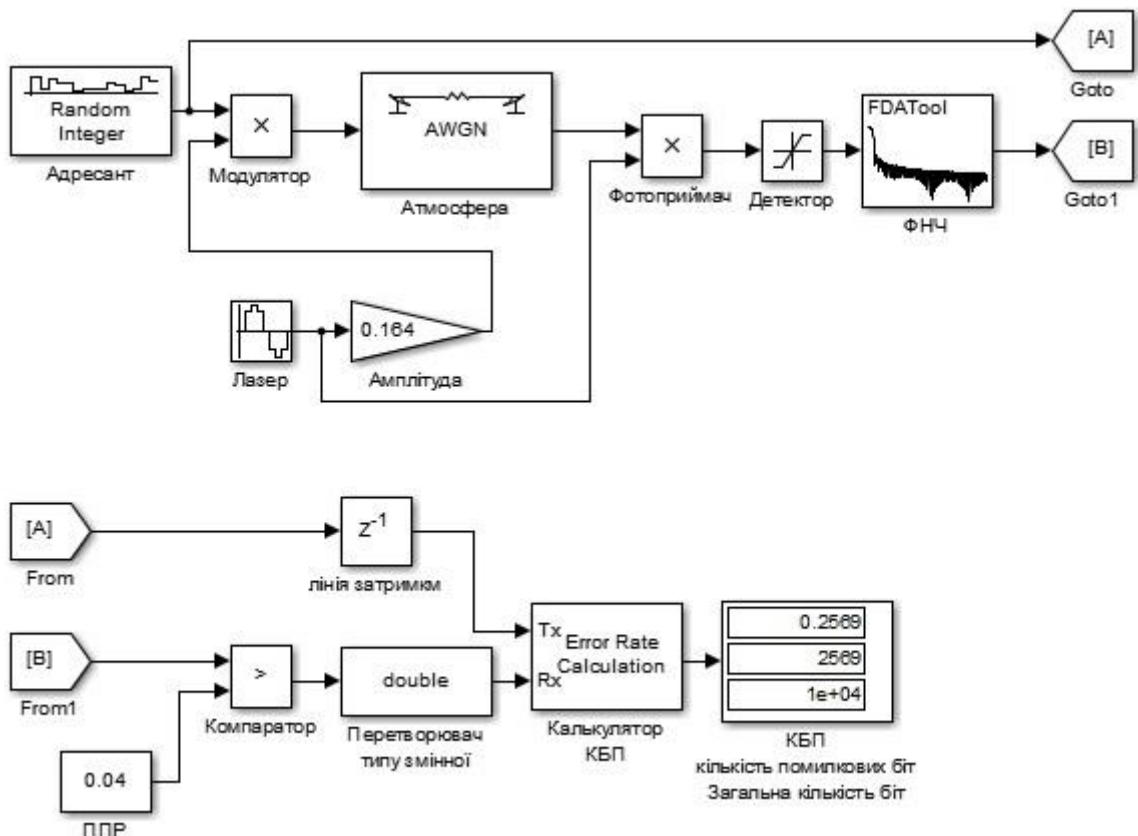 [A]
Goto
Random
Integer
Адресант
×
Модулятор
AWGN
Атмосфера
×
Фотоприймач
Детектор
FDATool
ФНЧ
[B]
Goto1
Лазер
0.164
Амплітуда
[A]
From
z-1
лінія затримкм
[B]
From1
>
Компаратор
double
Перетворювач
типу змінної
Tx
Rx
Error Rate
Calculation
Калькулятор
КБП
0.2569
2569
1e+04
КБП
кількість помилкових біт
Загальна кількість біт
0.04
ППР